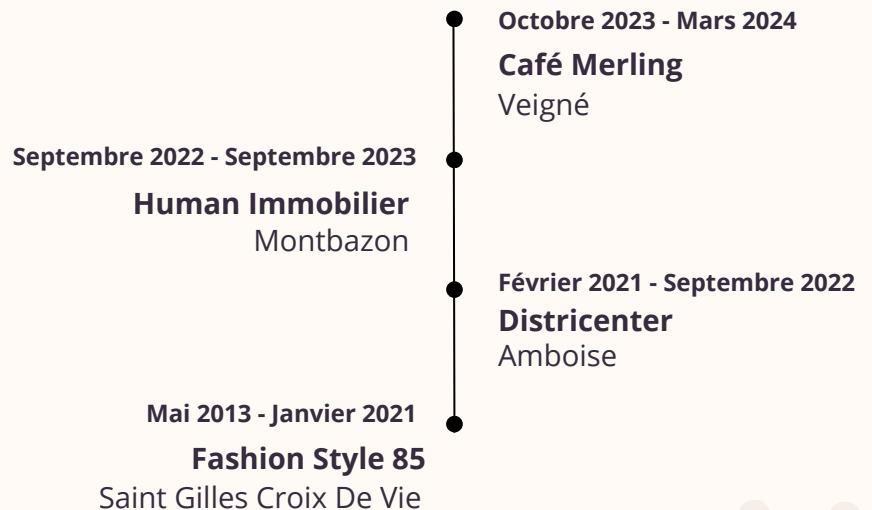 Octobre 2023 - Mars 2024
Café Merling
Veigné
Septembre 2022 - Septembre 2023
Human Immobilier
Montbazon
Février 2021 - Septembre 2022
Districenter
Amboise
Mai 2013 - Janvier 2021
Fashion Style 85
Saint Gilles Croix De Vie